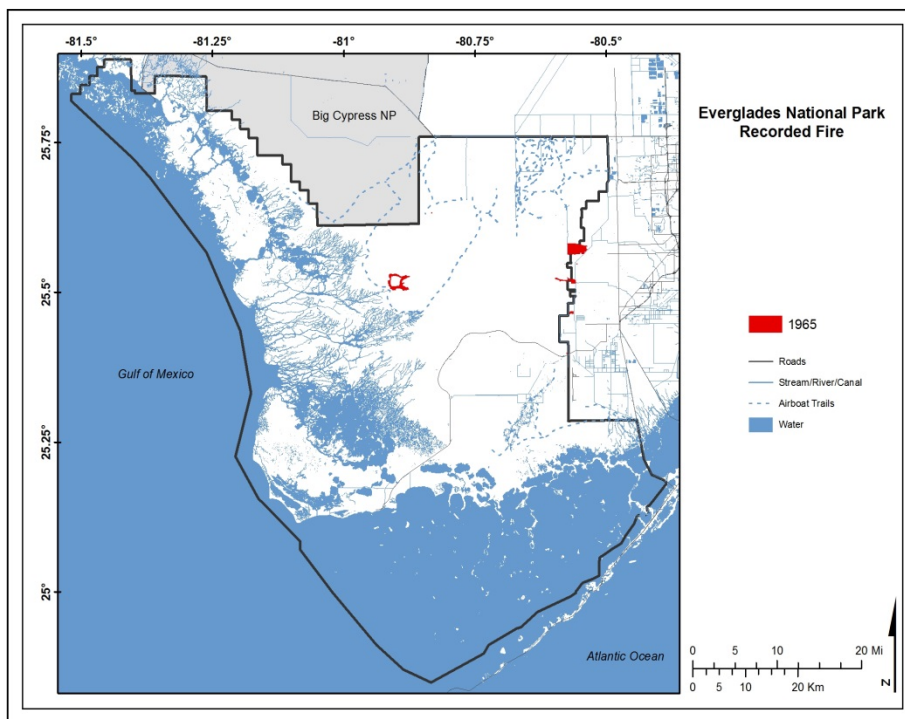 -81.5°
-81.25°
-81°
-80.75°
-80.5°
Big Cypress NP
Everglades National Park
Recorded Fire
25.75°
25.5°
25.25°
25°
Gulf of Mexico
Atlantic Ocean
1965
Roads
Stream/River/Canal
Airboat Trails
Water
0 5 10 20 Mi
0 5 10 20 Km
N